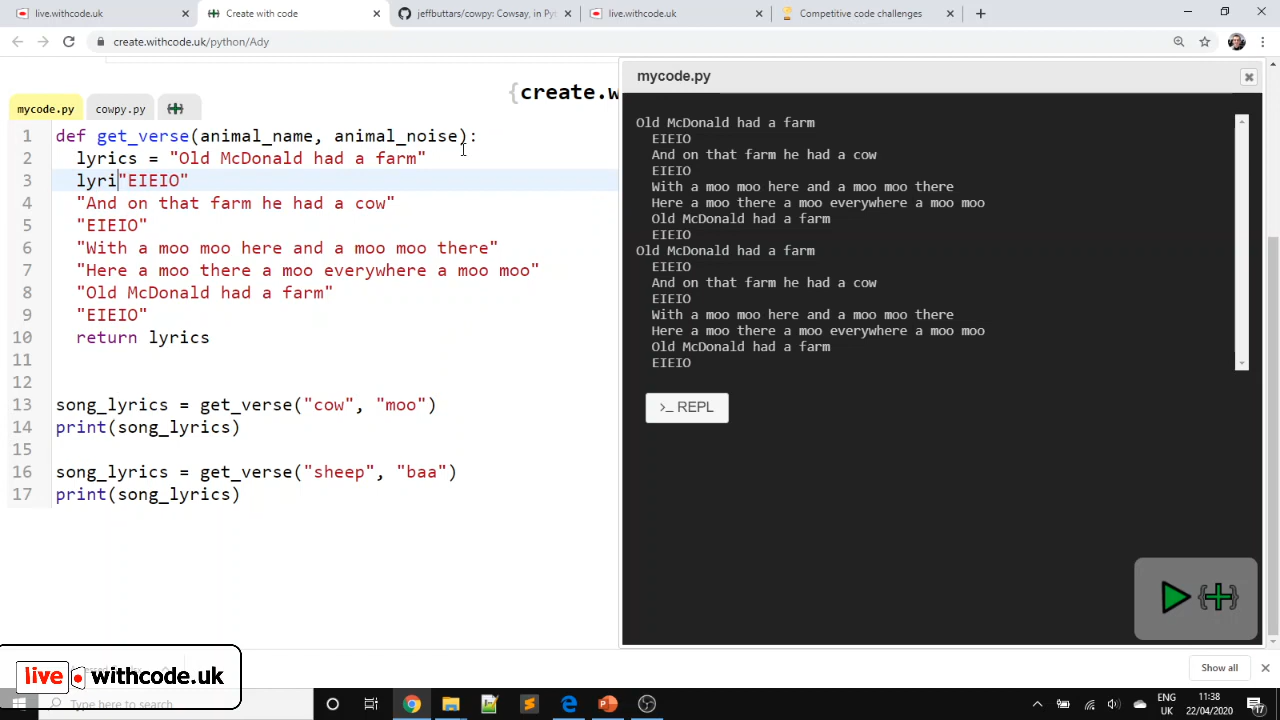 live.withcode.uk
Create with code
jeffbuttars/cowpy: Cowsay, in Pyt
live.withcode.uk
Competitive code challenges
create.withcode.uk/python/Ady
{create.w
mycode.py
cowpy.py
1 def get_verse(animal_name, animal_noise):
2 lyrics = "Old McDonald had a farm"
3 lyri"EIEIO"
4 "And on that farm he had a cow"
5 "EIEIO"
6 "With a moo moo here and a moo moo there"
7 "Here a moo there a moo everywhere a moo moo"
8 "Old McDonald had a farm"
9 "EIEIO"
10 return lyrics
11
12
13 song_lyrics = get_verse("cow", "moo")
14 print(song_lyrics)
15
16 song_lyrics = get_verse("sheep", "baa")
17 print(song_lyrics)
mycode.py
Old McDonald had a farm
EIEIO
And on that farm he had a cow
EIEIO
With a moo moo here and a moo moo there
Here a moo there a moo everywhere a moo moo
Old McDonald had a farm
EIEIO
Old McDonald had a farm
EIEIO
And on that farm he had a cow
EIEIO
With a moo moo here and a moo moo there
Here a moo there a moo everywhere a moo moo
Old McDonald had a farm
EIEIO
>_ REPL
{+}
live withcode.uk
Show all
Type here to search
ENG
UK
11:38
22/04/2020
17